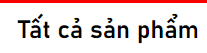 Tất cả sản phẩm